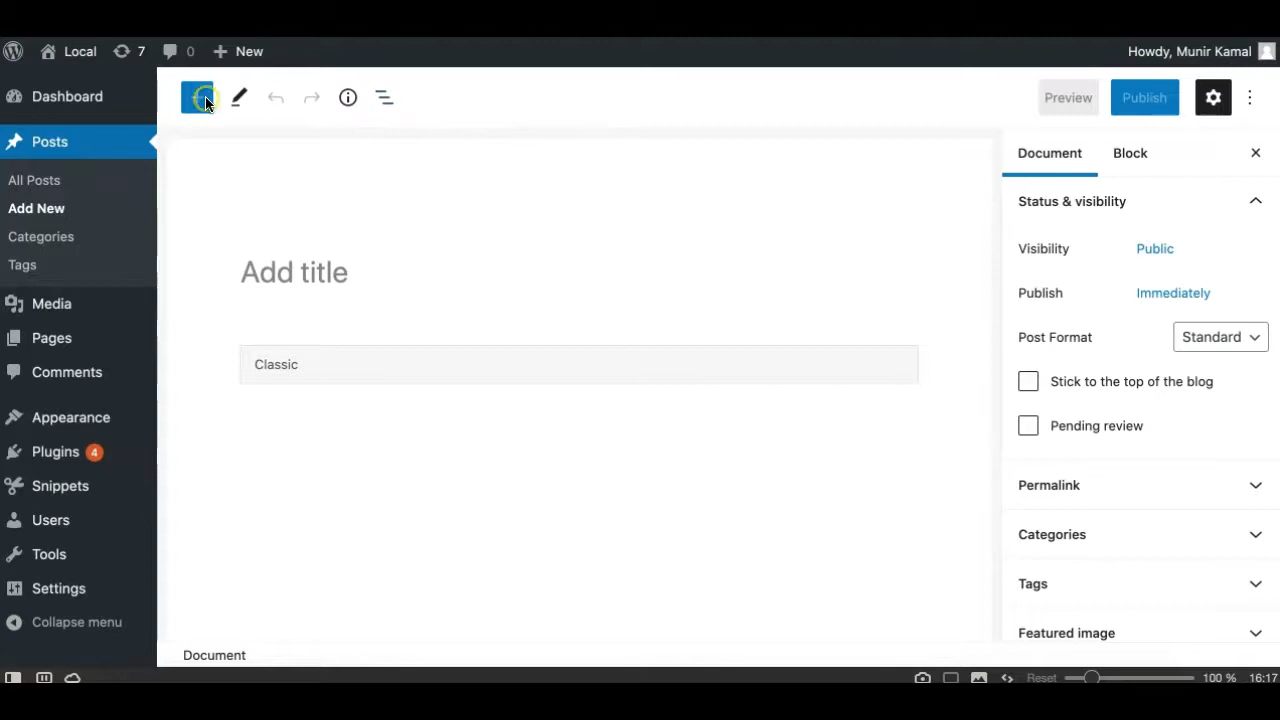 Local 7 0 New Howdy, Munir Kamal
Dashboard
Posts
All Posts
Add New
Categories
Tags
Media
Pages
Comments
Appearance
Plugins 4
Snippets
Users
Tools
Settings
Collapse menu
Preview Publish
Add title
Classic
Document
Document Block
Status & visibility
Visibility Public
Publish Immediately
Post Format Standard
Stick to the top of the blog
Pending review
Permalink
Categories
Tags
Featured image
Reset 100 % 16:17